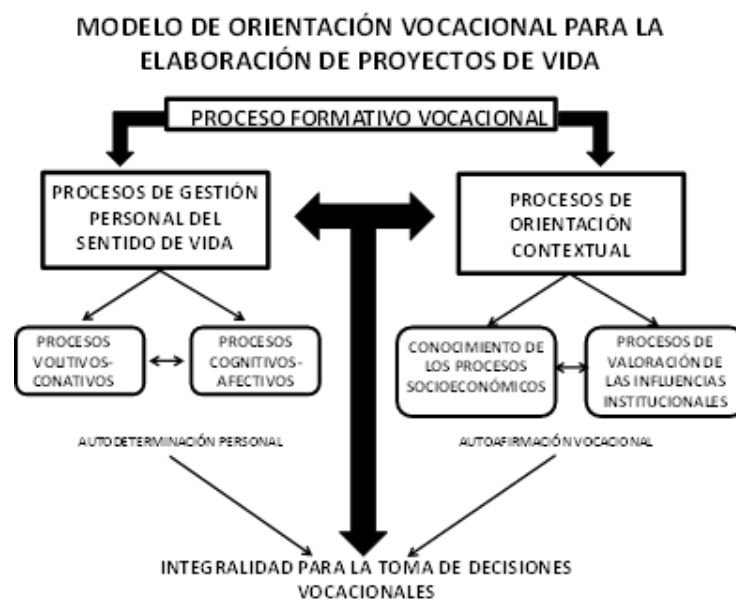 MODELO DE ORIENTACIÓN VOCACIONAL PARA LA
ELABORACIÓN DE PROYECTOS DE VIDA
PROCESO FORMATIVO VOCACIONAL
PROCESOS DE GESTIÓN
PERSONAL DEL
SENTIDO DE VIDA
PROCESOS DE
ORIENTACIÓN
CONTEXTUAL
PROCESOS
VOLITIVOS-
CONATIVOS
PROCESOS
COGNITIVOS-
AFECTIVOS
CONOCIMIENTO DE
LOS PROCESOS
SOCIOECONÓMICOS
PROCESOS DE
VALORACIÓN DE
LAS INFLUENCIAS
INSTITUCIONALES
AUTODETERMINACIÓN PERSONAL
AUTOAFIRMACIÓN VOCACIONAL
INTEGRALIDAD PARA LA TOMA DE DECISIONES
VOCACIONALES